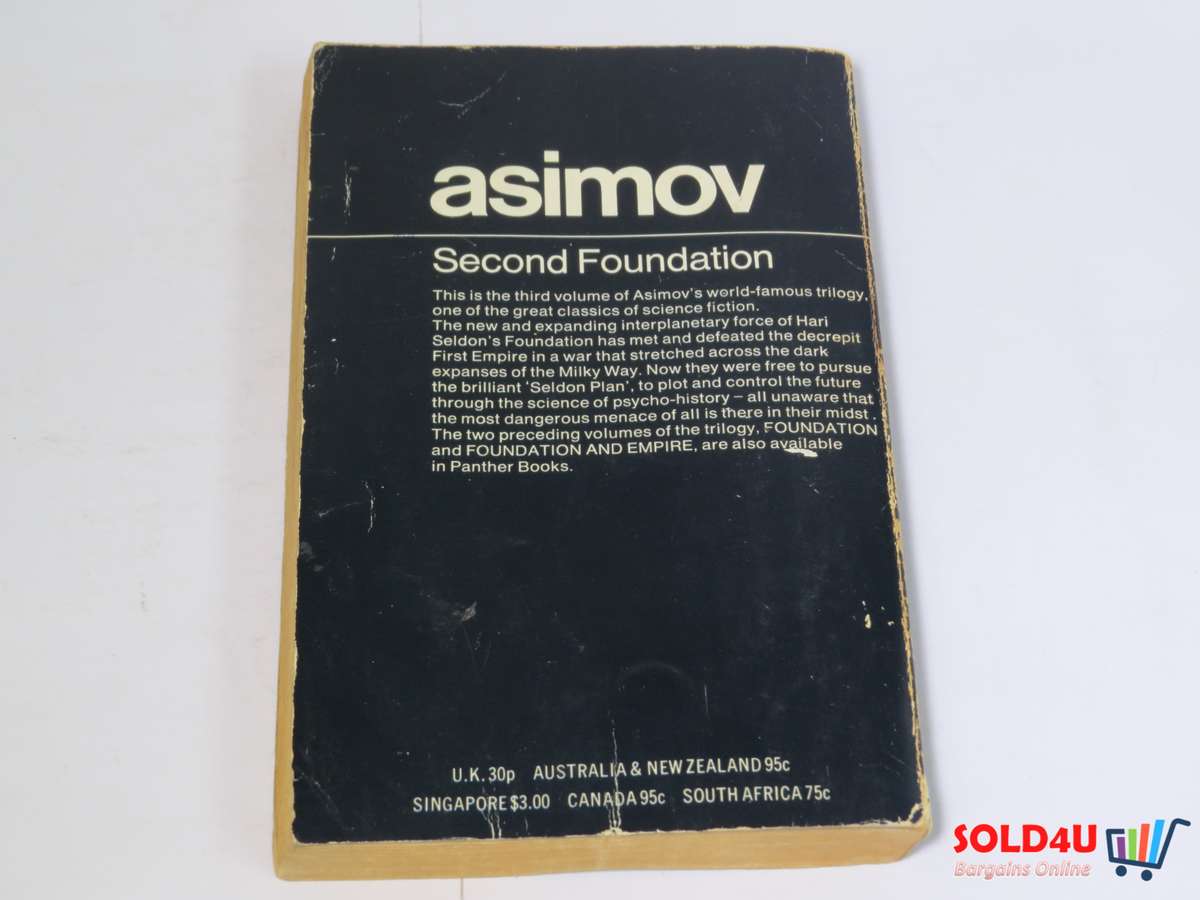 asimov
Second Foundation
This is the third volume of Asimov's world-famous trilogy,
one of the great classics of science fiction.
The new and expanding interplanetary force of Hari
Seldon's Foundation has met and defeated the decrepit
First Empire in a war that stretched across the dark
expanses of the Milky Way. Now they were free to pursue
the brilliant 'Seldon Plan', to plot and control the future
through the science of psycho-history – all unaware that
the most dangerous menace of all is there in their midst.
The two preceding volumes of the trilogy, FOUNDATION
and FOUNDATION AND EMPIRE, are also available
in Panther Books.
U.K. 30p AUSTRALIA & NEW ZEALAND 95c
SINGAPORE $3.00 CANADA 95c SOUTH AFRICA 75c
SOLD4U
Bargains Online